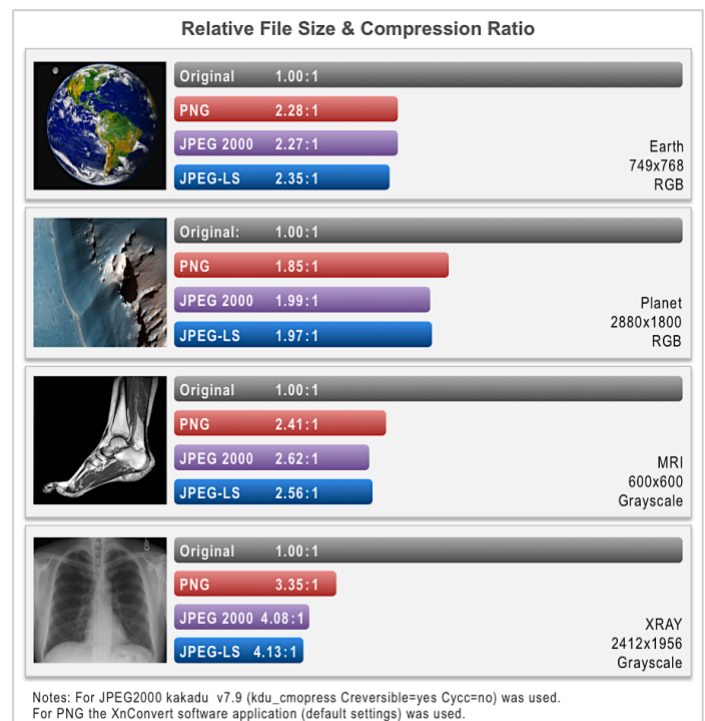 Relative File Size & Compression Ratio
Original 1.00:1
PNG 2.28:1
JPEG 2000 2.27:1
JPEG-LS 2.35:1
Earth
749x768
RGB
Original: 1.00:1
PNG 1.85:1
JPEG 2000 1.99:1
JPEG-LS 1.97:1
Planet
2880x1800
RGB
Original 1.00:1
PNG 2.41:1
JPEG 2000 2.62:1
JPEG-LS 2.56:1
MRI
600x600
Grayscale
Original 1.00:1
PNG 3.35:1
JPEG 2000 4.08:1
JPEG-LS 4.13:1
XRAY
2412x1956
Grayscale
Notes: For JPEG2000 kakadu v7.9 (kdu_cmopress Creversible=yes Cycc=no) was used.
For PNG the XnConvert software application (default settings) was used.